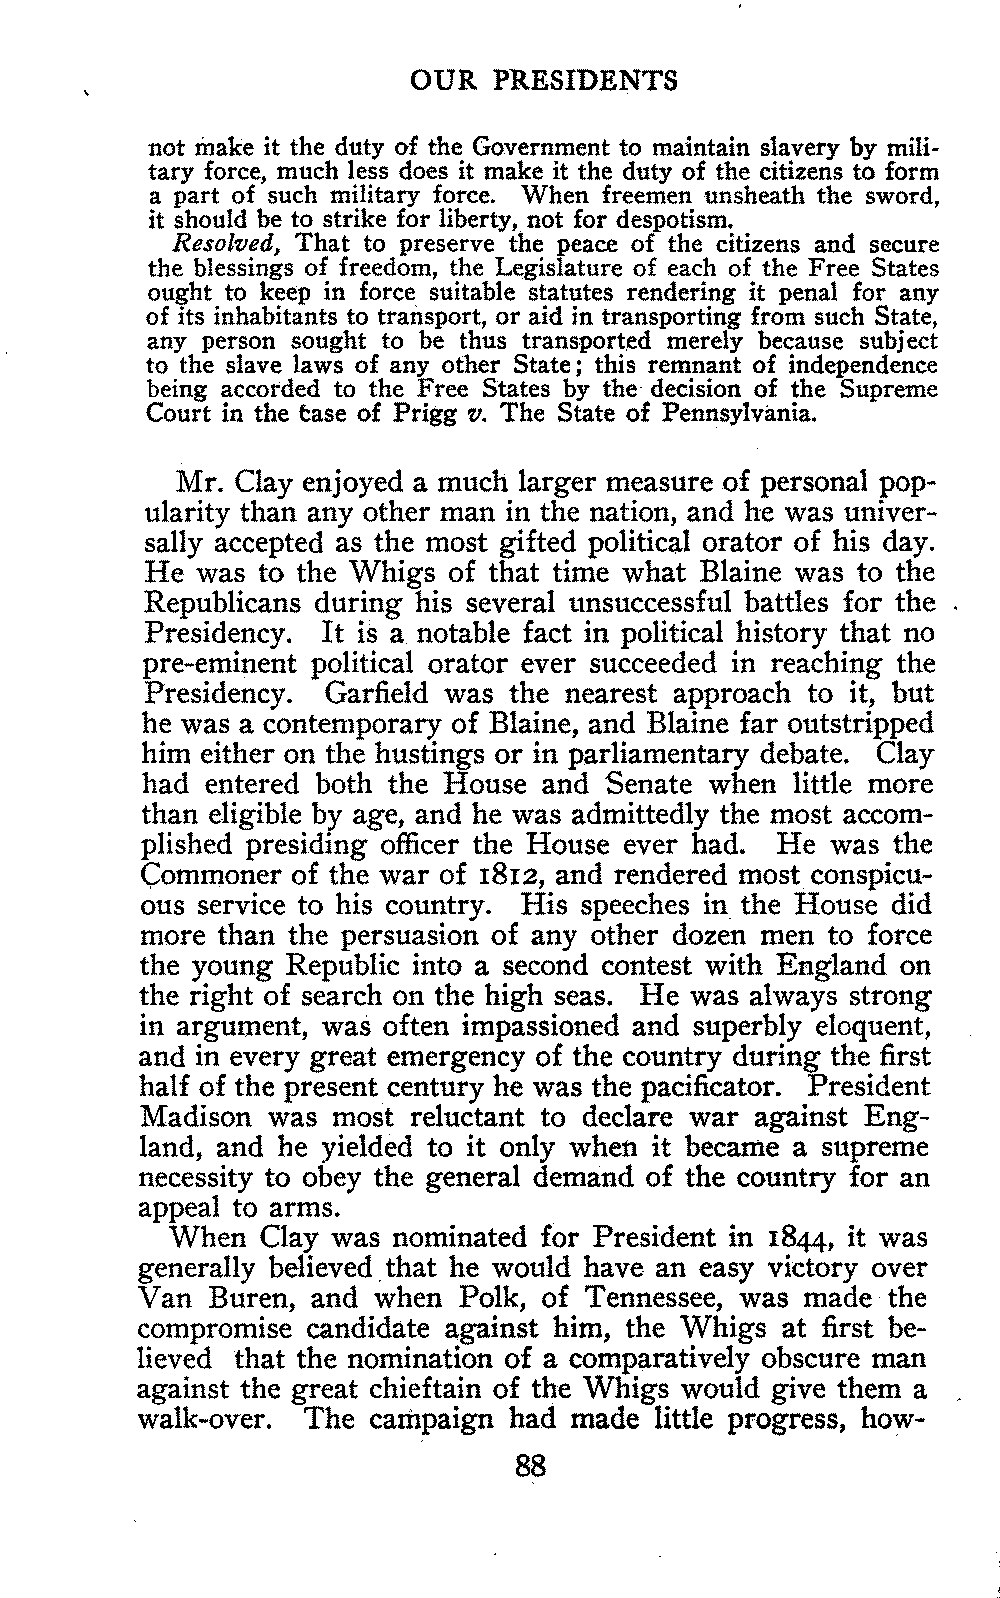 OUR PRESIDENTS
not make it the duty of the Government to maintain slavery by mili-
tary force, much less does it make it the duty of the citizens to form
a part of such military force. When freemen unsheath the sword,
it should be to strike for liberty, not for despotism.
Resolved, That to preserve the peace of the citizens and secure
the blessings of freedom, the Legislature of each of the Free States
ought to keep in force suitable statutes rendering it penal for any
of its inhabitants to transport, or aid in transporting from such State,
any person sought to be thus transported merely because subject
to the slave laws of any other State; this remnant of independence
being accorded to the Free States by the decision of the Supreme
Court in the case of Prigg v. The State of Pennsylvania.
Mr. Clay enjoyed a much larger measure of personal pop-
ularity than any other man in the nation, and he was univer-
sally accepted as the most gifted political orator of his day.
He was to the Whigs of that time what Blaine was to the
Republicans during his several unsuccessful battles for the
Presidency. It is a notable fact in political history that no
pre-eminent political orator ever succeeded in reaching the
Presidency. Garfield was the nearest approach to it, but
he was a contemporary of Blaine, and Blaine far outstripped
him either on the hustings or in parliamentary debate. Clay
had entered both the House and Senate when little more
than eligible by age, and he was admittedly the most accom-
plished presiding officer the House ever had. He was the
Commoner of the war of 1812, and rendered most conspicu-
ous service to his country. His speeches in the House did
more than the persuasion of any other dozen men to force
the young Republic into a second contest with England on
the right of search on the high seas. He was always strong
in argument, was often impassioned and superbly eloquent,
and in every great emergency of the country during the first
half of the present century he was the pacificator. President
Madison was most reluctant to declare war against Eng-
land, and he yielded to it only when it became a supreme
necessity to obey the general demand of the country for an
appeal to arms.
When Clay was nominated for President in 1844, it was
generally believed that he would have an easy victory over
Van Buren, and when Polk, of Tennessee, was made the
compromise candidate against him, the Whigs at first be-
lieved that the nomination of a comparatively obscure man
against the great chieftain of the Whigs would give them a
walk-over. The campaign had made little progress, how-
88